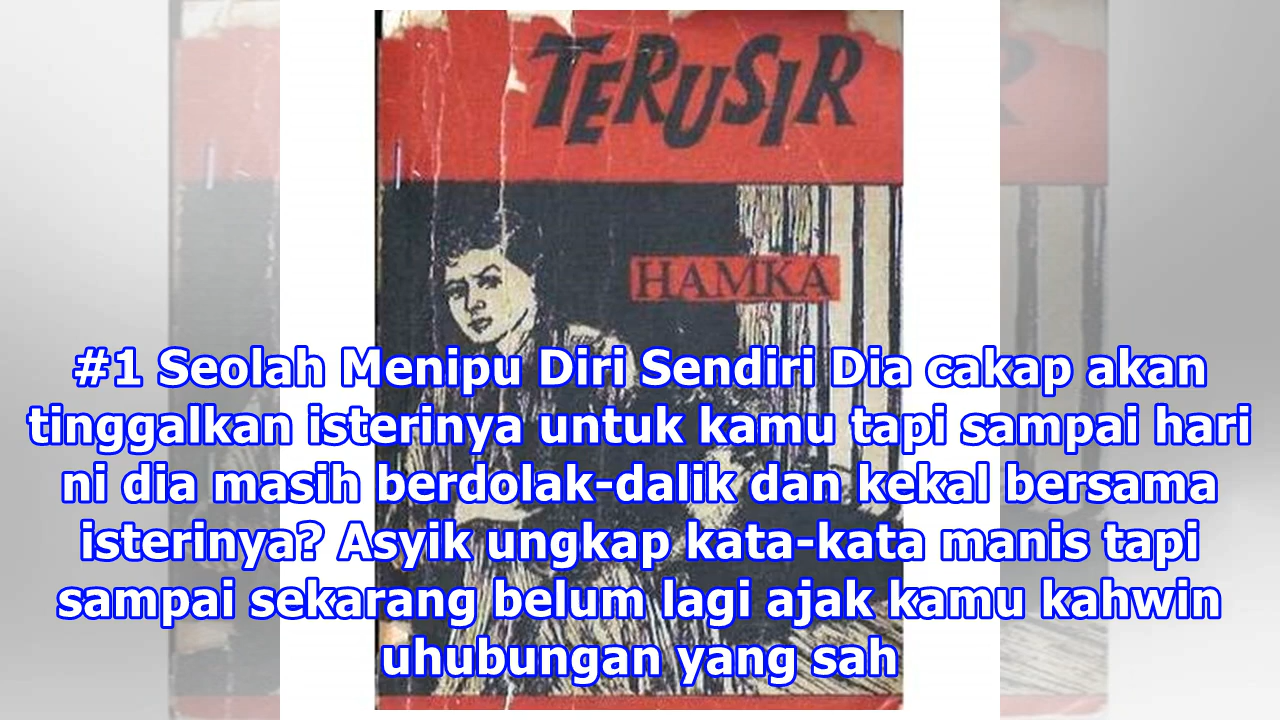 TERUSIR
HAMKA
#1 Seolah Menipu Diri Sendiri Dia cakap akan
tinggalkan isterinya untuk kamu tapi sampai hari
ni dia masih berdolak-dalik dan kekal bersama
isterinya? Asyik ungkap kata-kata manis tapi
sampai sekarang belum lagi ajak kamu kahwin
uhubungan yang sah